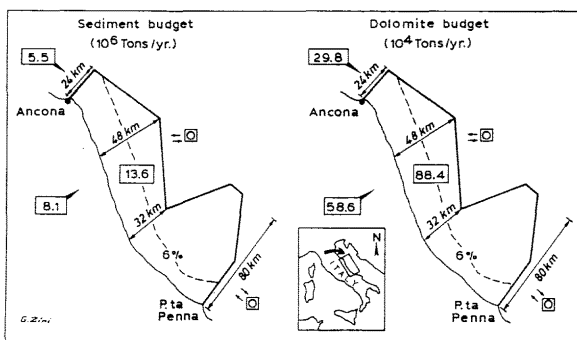 Sediment budget
(10⁶ Tons/yr.)
5.5
24 km
Ancona
48 km
13.6
8.1
32 km
6‰
80 km
P.ta
Penna
G. Zini
Dolomite budget
(10⁴ Tons/yr.)
29.8
24 km
Ancona
48 km
88.4
58.6
32 km
6‰
80 km
P.ta
Penna
N
ITALY